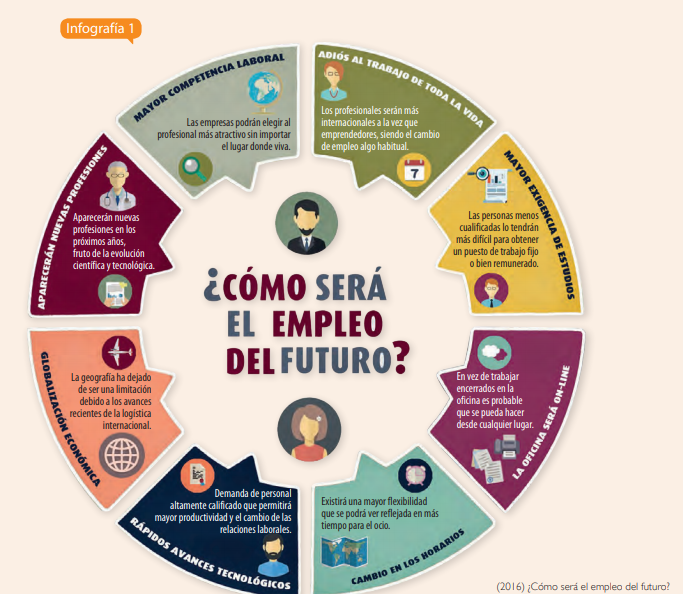 Infografía 1
¿CÓMO SERÁ
EL EMPLEO
DEL FUTURO?
ADIÓS AL TRABAJO DE TODA LA VIDA
Los profesionales serán más
internacionales a la vez que
emprendedores, siendo el cambio
de empleo algo habitual.
7
MAYOR EXIGENCIA DE ESTUDIOS
Las personas menos
cualificadas lo tendrán
más difícil para obtener
un puesto de trabajo fijo
o bien remunerado.
LA OFICINA SERÁ ON-LINE
En vez de trabajar
encerrados en la
oficina es probable
que se pueda hacer
desde cualquier lugar.
CAMBIO EN LOS HORARIOS
Existirá una mayor flexibilidad
que se podrá ver reflejada en más
tiempo para el ocio.
RÁPIDOS AVANCES TECNOLÓGICOS
Demanda de personal
altamente calificado que permitirá
mayor productividad y el cambio de las
relaciones laborales.
GLOBALIZACIÓN ECONÓMICA
La geografía ha dejado
de ser una limitación
debido a los avances
recientes de la logística
internacional.
APARECERÁN NUEVAS PROFESIONES
Aparecerán nuevas
profesiones en los
próximos años,
fruto de la evolución
científica y tecnológica.
MAYOR COMPETENCIA LABORAL
Las empresas podrán elegir al
profesional más atractivo sin importar
el lugar donde viva.
(2016) ¿Cómo será el empleo del futuro?